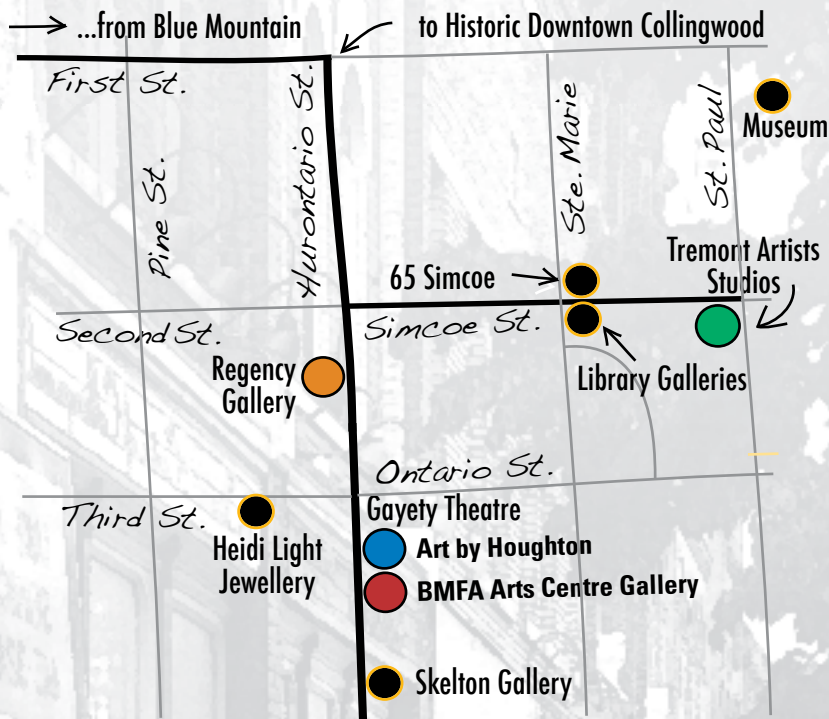 ...from Blue Mountain
to Historic Downtown Collingwood
First St.
Hurontario St.
Pine St.
Ste. Marie
St. Paul
Museum
Tremont Artists
Studios
65 Simcoe
Second St.
Simcoe St.
Regency
Gallery
Library Galleries
Ontario St.
Third St.
Gayety Theatre
Heidi Light
Jewellery
Art by Houghton
BMFA Arts Centre Gallery
Skelton Gallery